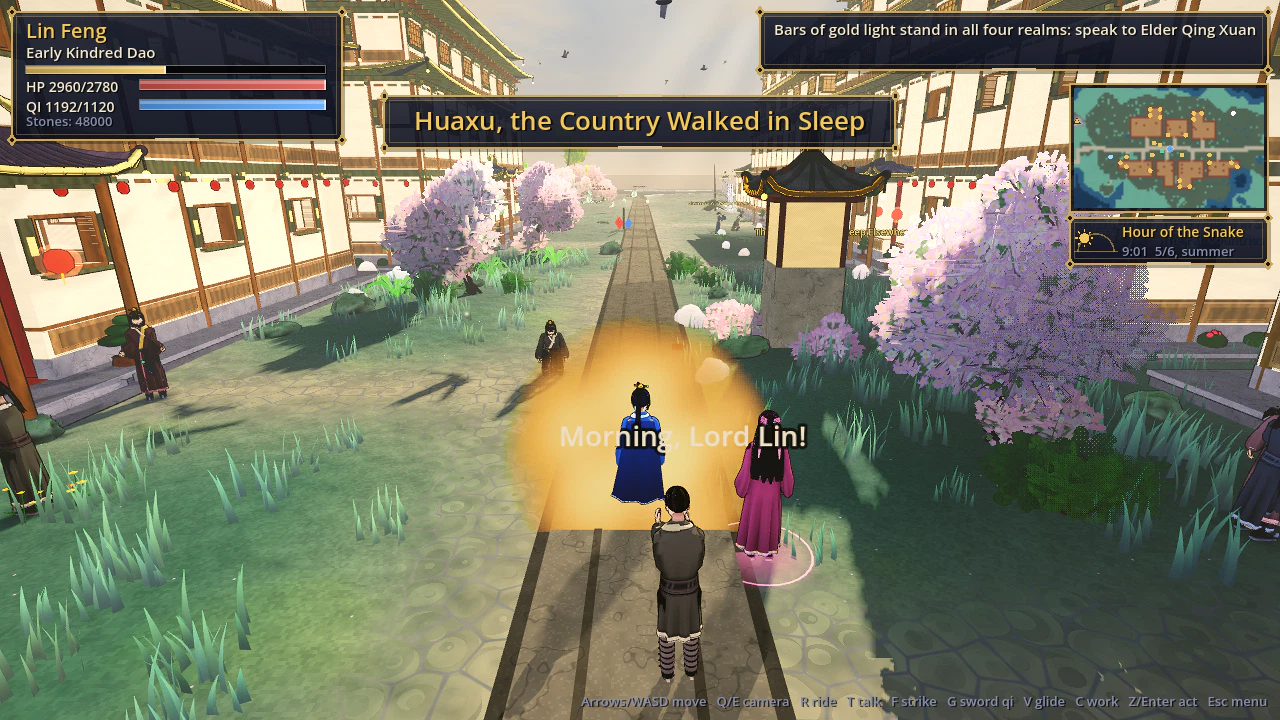 Lin Feng
Early Kindred Dao
HP 2960/2780
QI 1192/1120
Stones: 48000
Bars of gold light stand in all four realms: speak to Elder Qing Xuan
Huaxu, the Country Walked in Sleep
Hour of the Snake
9:01 5/6, summer
Morning, Lord Lin!
Arrows/WASD move Q/E camera R ride T talk F strike G sword qi V glide C work Z/Enter act Esc menu